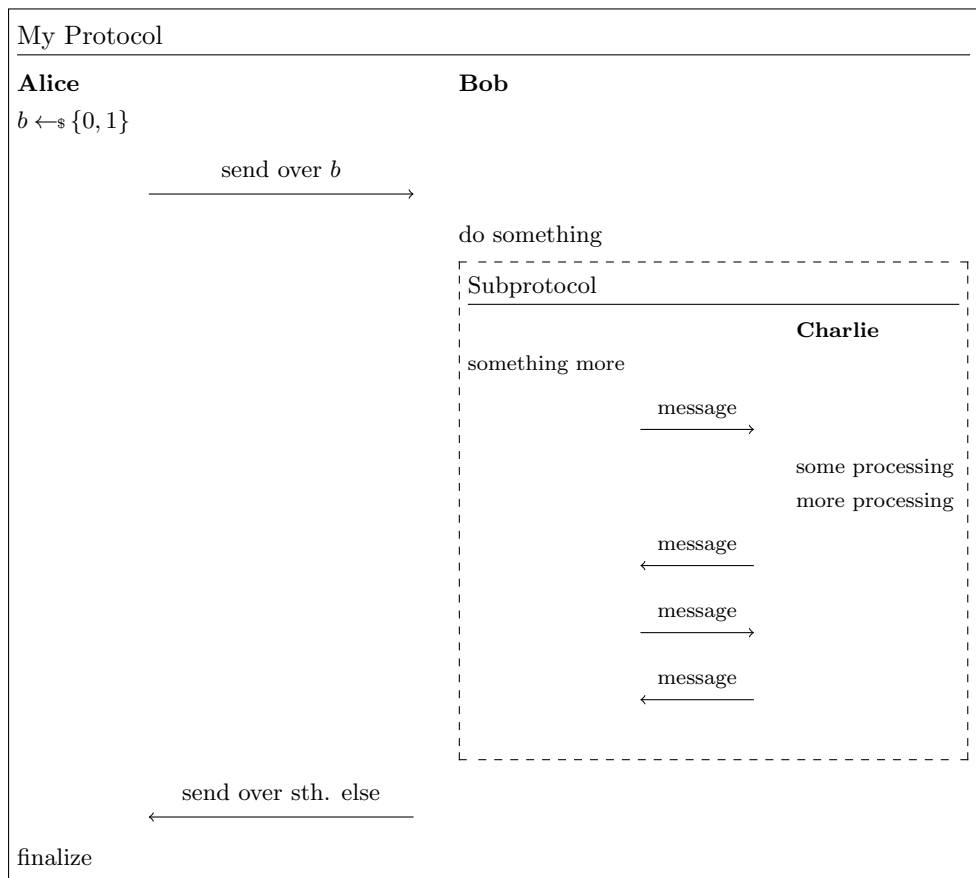 My Protocol
Alice Bob
b ←$ {0, 1}
send over b
do something
Subprotocol
Charlie
something more
message
some processing
more processing
message
message
message
send over sth. else
finalize